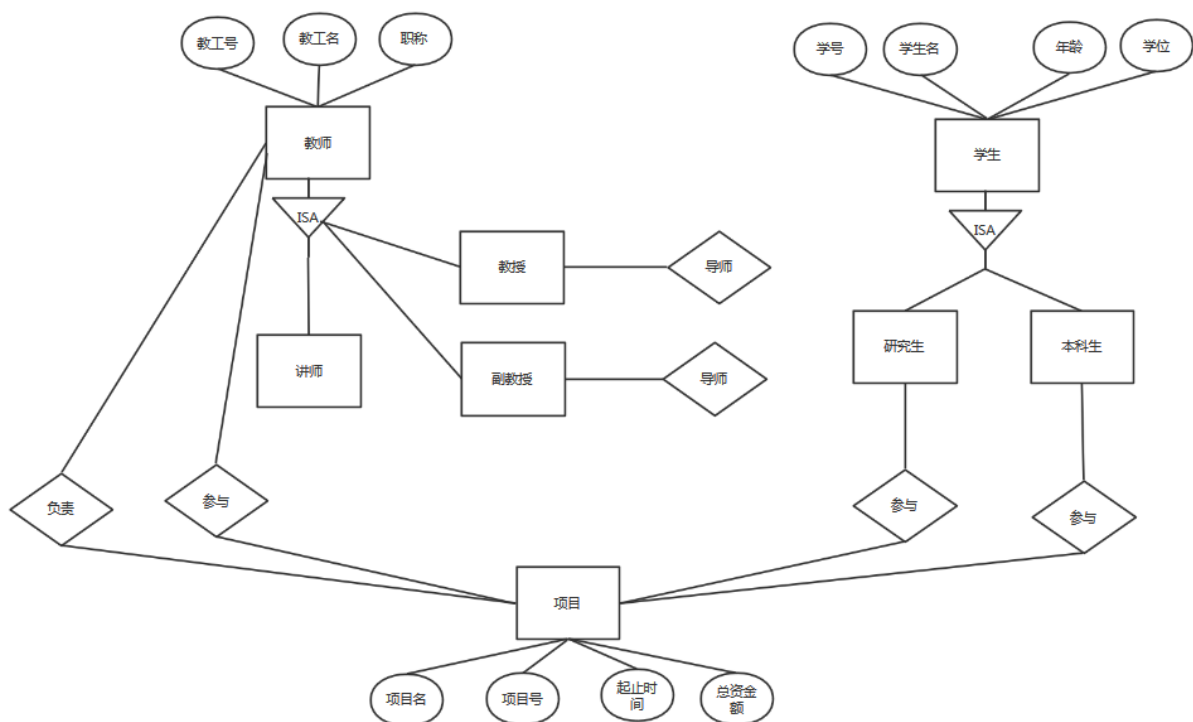 教工号
教工名
职称
学号
学生名
年龄
学位
教师
学生
ISA
ISA
教授
导师
讲师
副教授
导师
研究生
本科生
负责
参与
参与
参与
项目
项目名
项目号
起止时
间
总资金
额